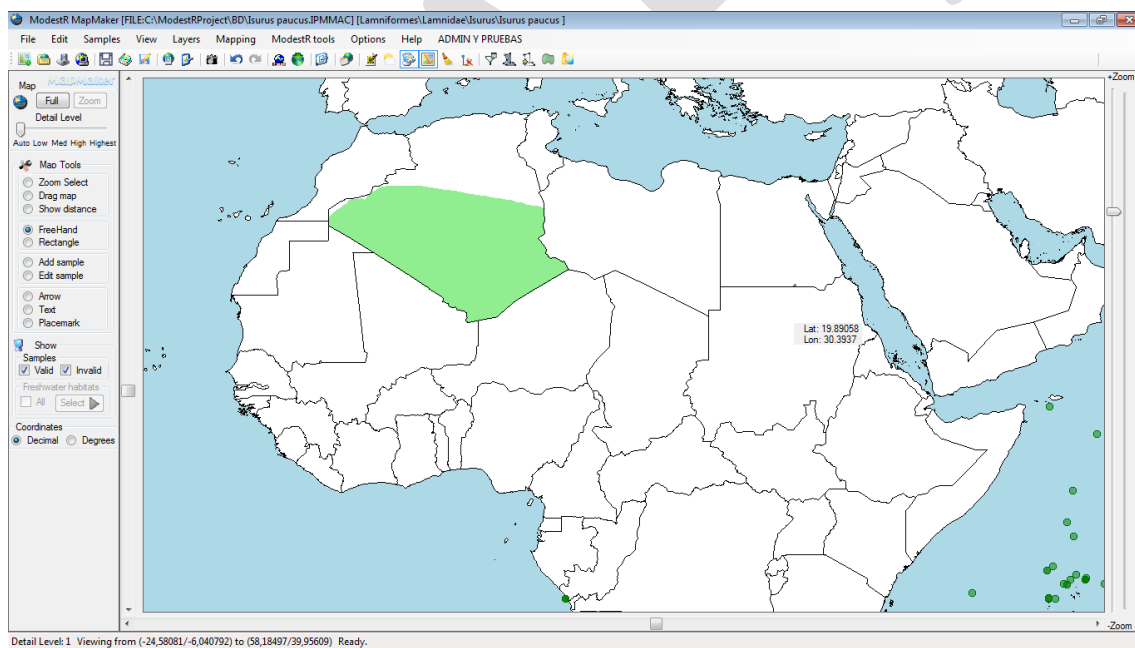 ModestR MapMaker [FILE:C:\ModestRProject\BD\Isurus paucus.IPMMAC] [Lamniformes\Lamnidae\Isurus\Isurus paucus ]
File Edit Samples View Layers Mapping ModestR tools Options Help ADMIN Y PRUEBAS
Map MapMaker
Full Zoom
Detail Level
Auto Low Med High Highest
Map Tools
Zoom Select
Drag map
Show distance
FreeHand
Rectangle
Add sample
Edit sample
Arrow
Text
Placemark
Show
Samples
Valid Invalid
Freshwater habitats
All Select
Coordinates
Decimal Degrees
+Zoom
Lat: 19.89058
Lon: 30.3937
-Zoom
Detail Level: 1 Viewing from (-24,58081/-6,040792) to (58,18497/39,95609) Ready.